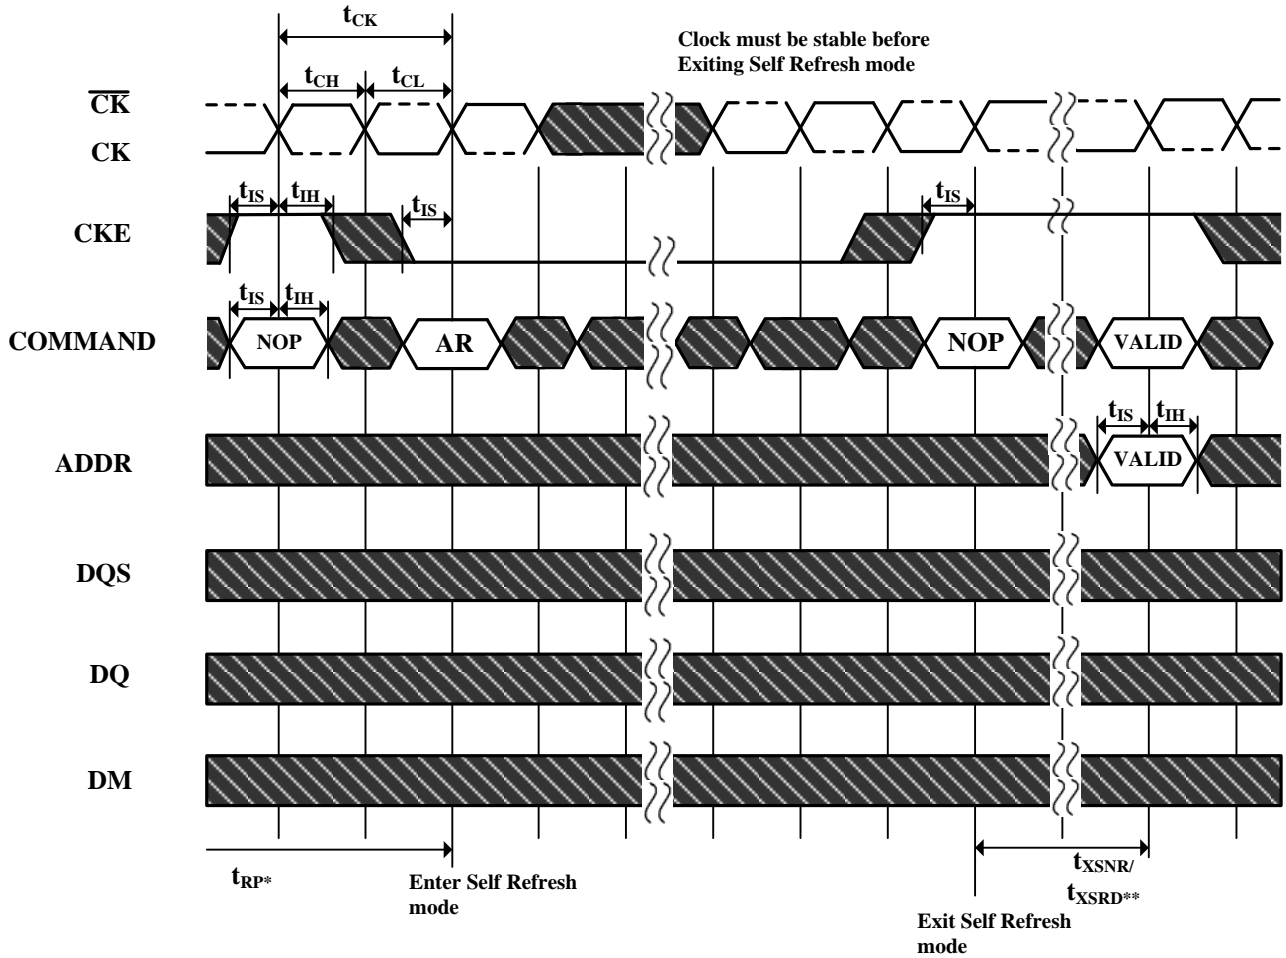 tCK
Clock must be stable before
Exiting Self Refresh mode
tCH tCL
CK
CK
tIS tIH tIS tIS
CKE
tIS tIH
COMMAND NOP AR NOP VALID
tIS tIH
ADDR VALID
DQS
DQ
DM
tRP*
Enter Self Refresh
mode
tXSNR/
tXSRD**
Exit Self Refresh
mode